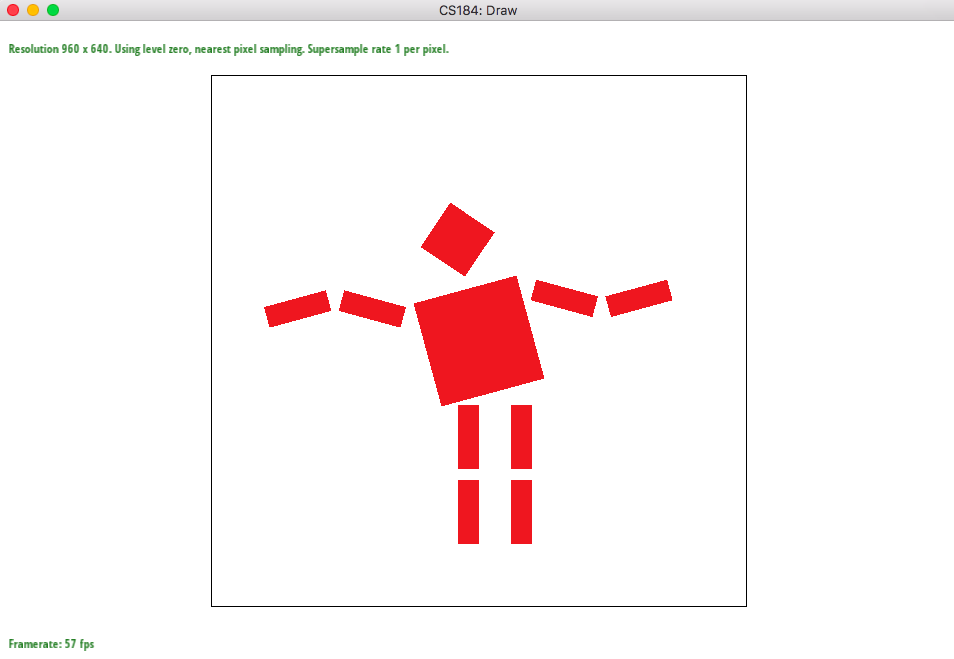 CS184: Draw
Resolution 960 x 640. Using level zero, nearest pixel sampling. Supersample rate 1 per pixel.
Framerate: 57 fps